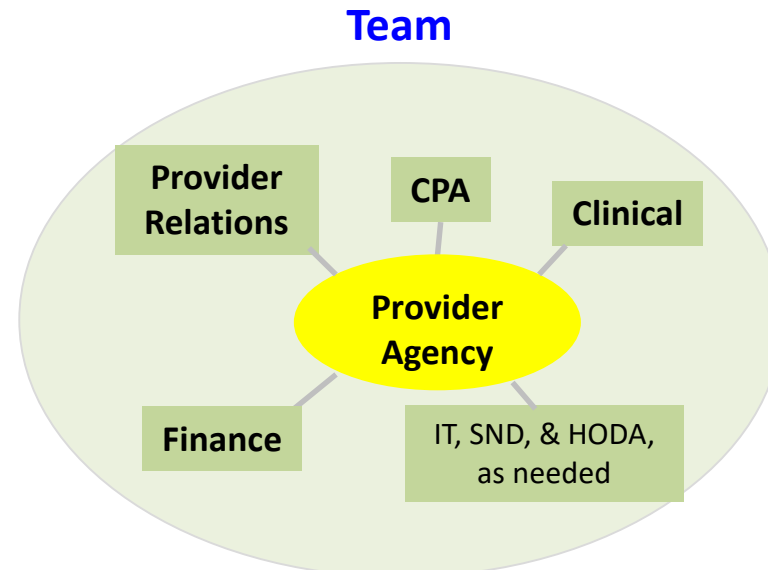 Team
Provider
Relations
CPA
Clinical
Provider
Agency
Finance
IT, SND, & HODA,
as needed